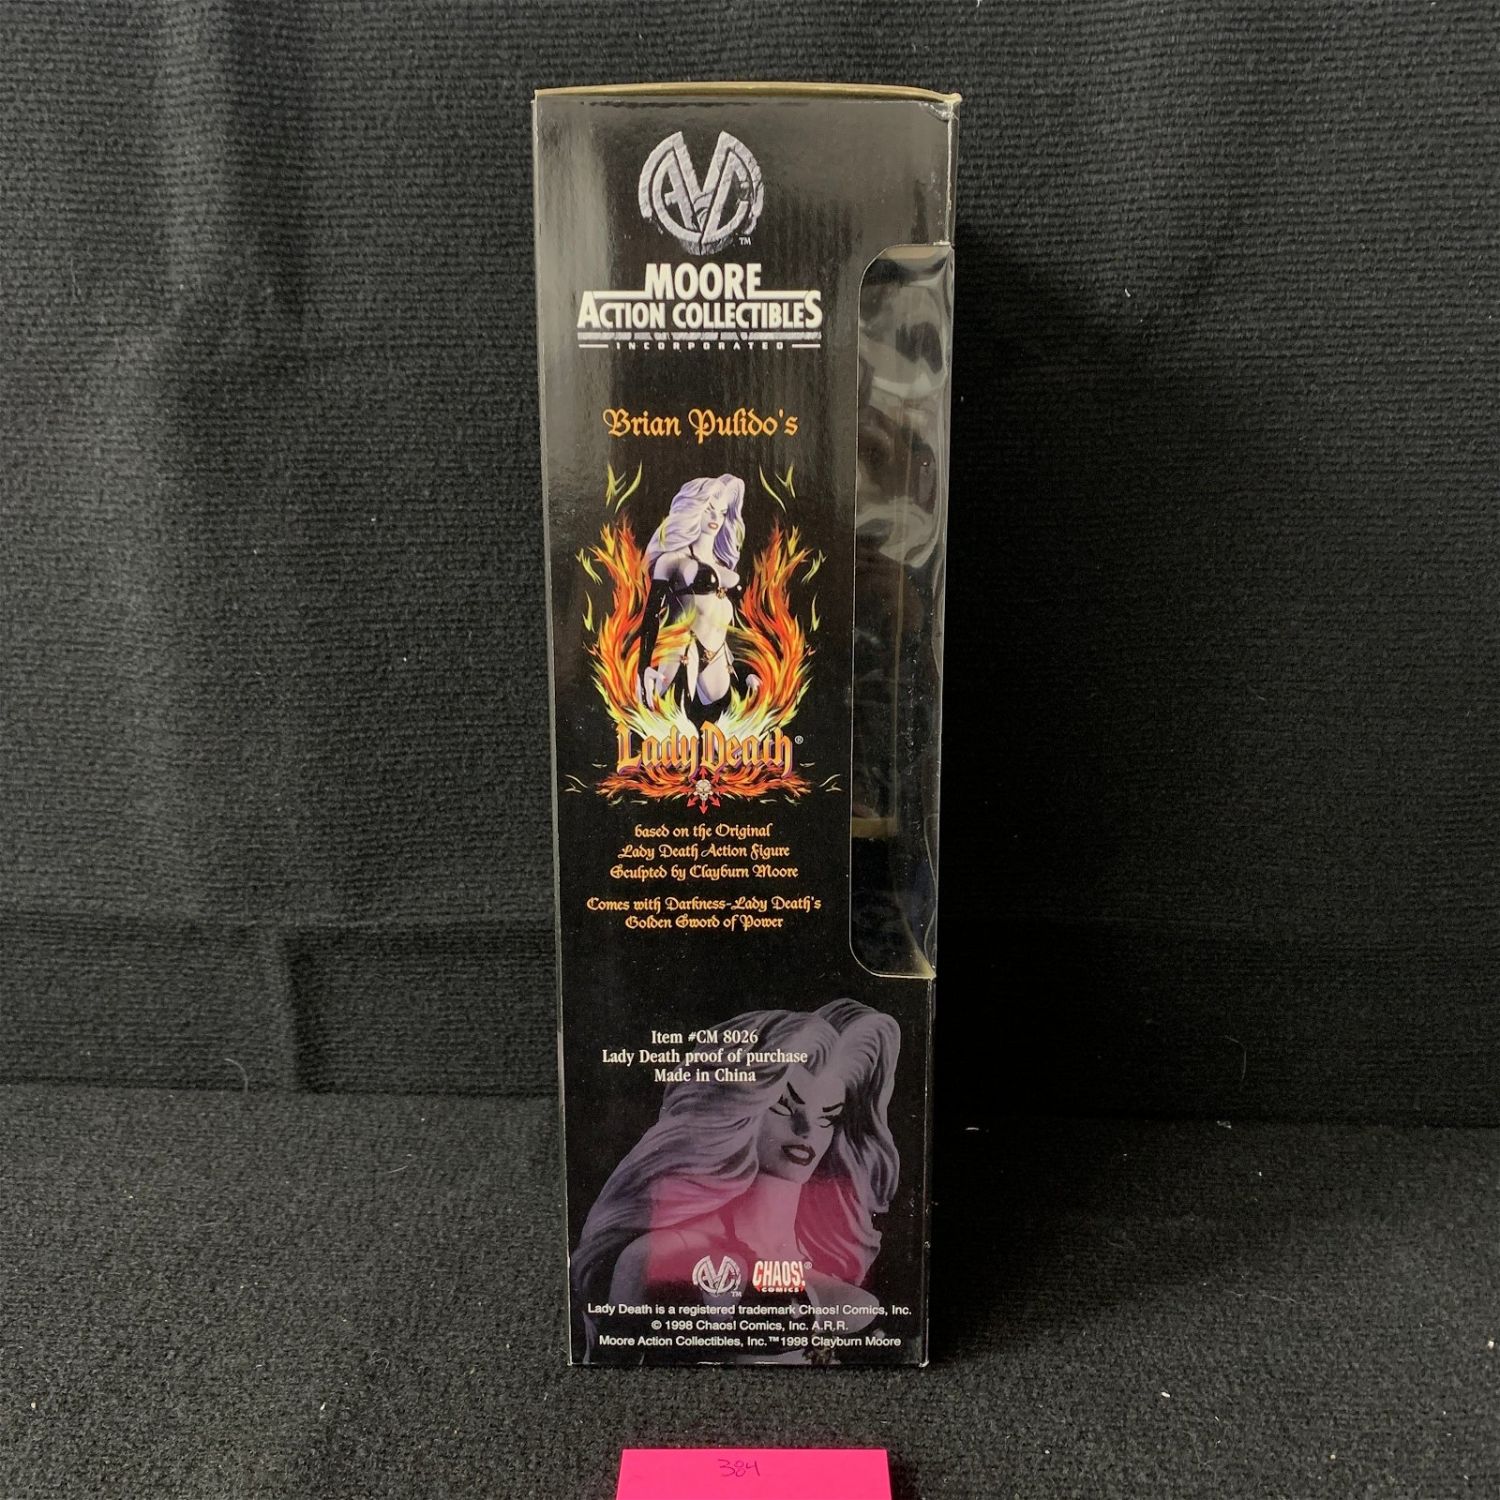 TM
MOORE
ACTION COLLECTIBLES
INCORPORATED
Brian Pulido's
Lady Death®
based on the Original
Lady Death Action Figure
Sculpted by Clayburn Moore
Comes with Darkness-Lady Death's
Golden Sword of Power
Item #CM 8026
Lady Death proof of purchase
Made in China
TM CHAOS!®
COMICS
Lady Death is a registered trademark Chaos! Comics, Inc.
© 1998 Chaos! Comics, Inc. A.R.R.
Moore Action Collectibles, Inc.™1998 Clayburn Moore
384